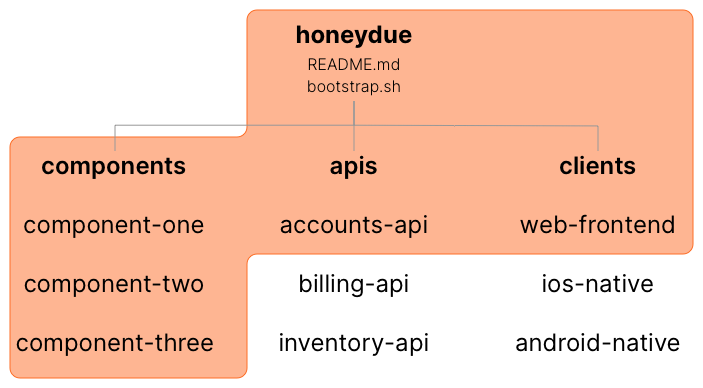 honeydue
README.md
bootstrap.sh
components apis clients
component-one accounts-api web-frontend
component-two billing-api ios-native
component-three inventory-api android-native